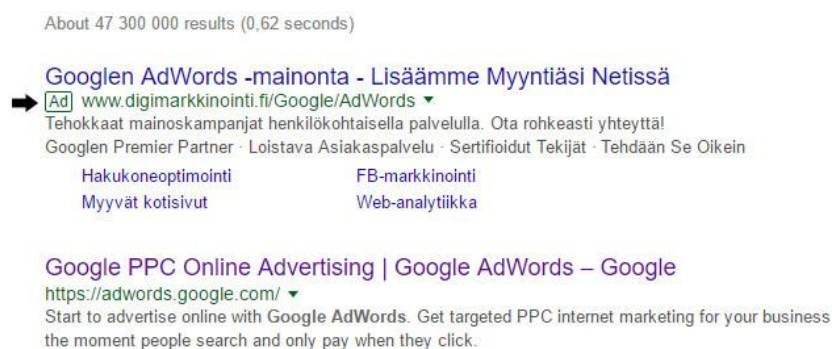 About 47 300 000 results (0,62 seconds)
Googlen AdWords -mainonta - Lisäämme Myyntiäsi Netissä
Ad www.digimarkkinointi.fi/Google/AdWords
Tehokkaat mainoskampanjat henkilökohtaisella palvelulla. Ota rohkeasti yhteyttä!
Googlen Premier Partner · Loistava Asiakaspalvelu · Sertifioidut Tekijät · Tehdään Se Oikein
Hakukoneoptimointi FB-markkinointi
Myyvät kotisivut Web-analytiikka
Google PPC Online Advertising | Google AdWords – Google
https://adwords.google.com/
Start to advertise online with Google AdWords. Get targeted PPC internet marketing for your business
the moment people search and only pay when they click.